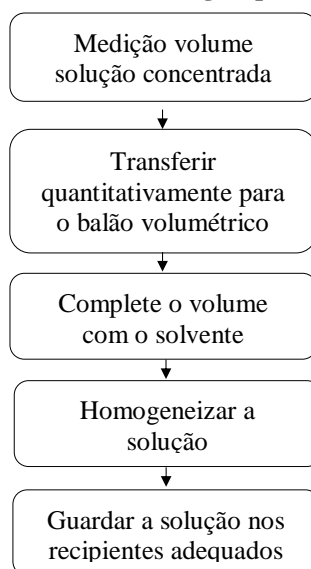 Medição volume
solução concentrada
Transferir
quantitativamente para
o balão volumétrico
Complete o volume
com o solvente
Homogeneizar a
solução
Guardar a solução nos
recipientes adequados